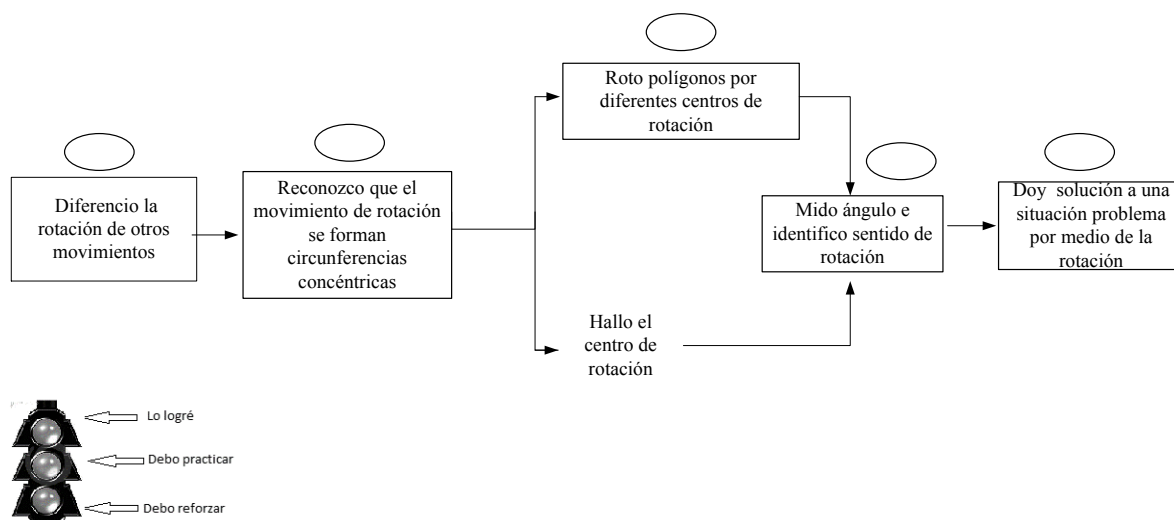 Roto polígonos por
diferentes centros de
rotación
Diferencio la
rotación de otros
movimientos
Reconozco que el
movimiento de rotación
se forman
circunferencias
concéntricas
Mido ángulo e
identifico sentido de
rotación
Doy solución a una
situación problema
por medio de la
rotación
Hallo el
centro de
rotación
Lo logré
Debo practicar
Debo reforzar